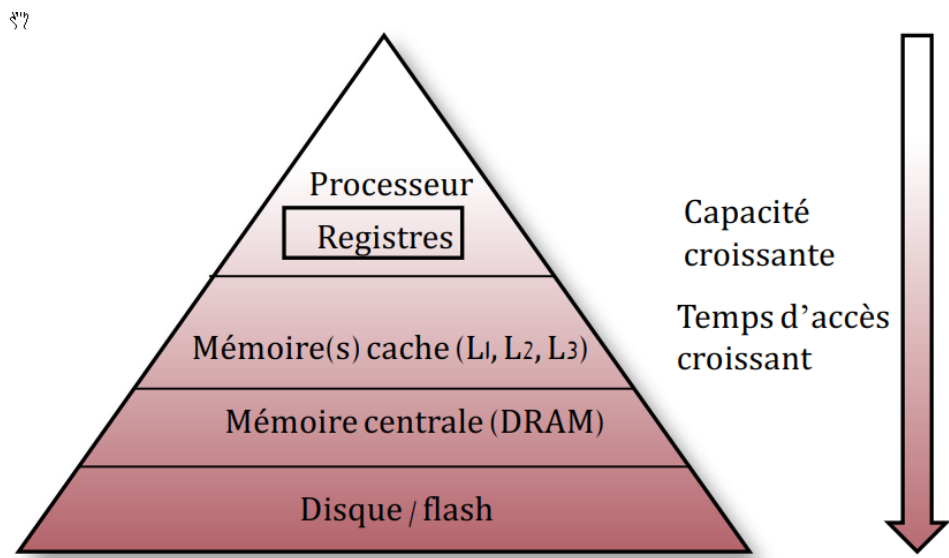 Processeur
Registres
Mémoire(s) cache (L1, L2, L3)
Mémoire centrale (DRAM)
Disque / flash
Capacité
croissante
Temps d’accès
croissant